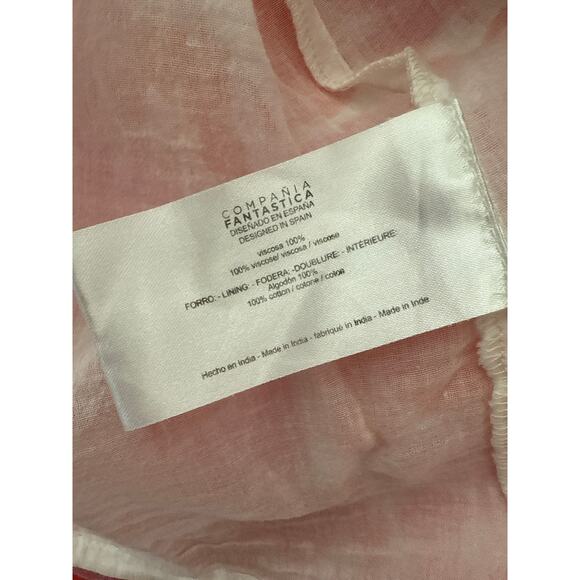 COMPAÑIA
FANTASTICA
DISEÑADO EN ESPAÑA
DESIGNED IN SPAIN
viscosa 100%
100% viscose/ viscosa / viscose
FORRO: - LINING: - FODERA: -DOUBLURE: - INTÉRIEURE:
Algodón 100%
100% cotton / cotone / coton
Hecho en India - Made in India - fabriqué in India - Made in Inde